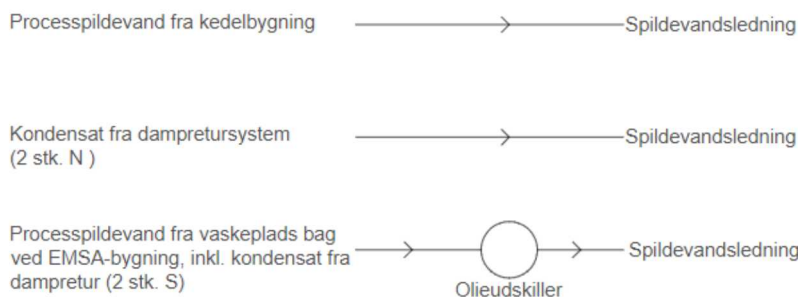 Processpildevand fra kedelbygning
Spildevandsledning
Kondensat fra dampretursystem
(2 stk. N )
Spildevandsledning
Processpildevand fra vaskeplads bag
ved EMSA-bygning, inkl. kondensat fra
dampretur (2 stk. S)
Olieudskiller
Spildevandsledning